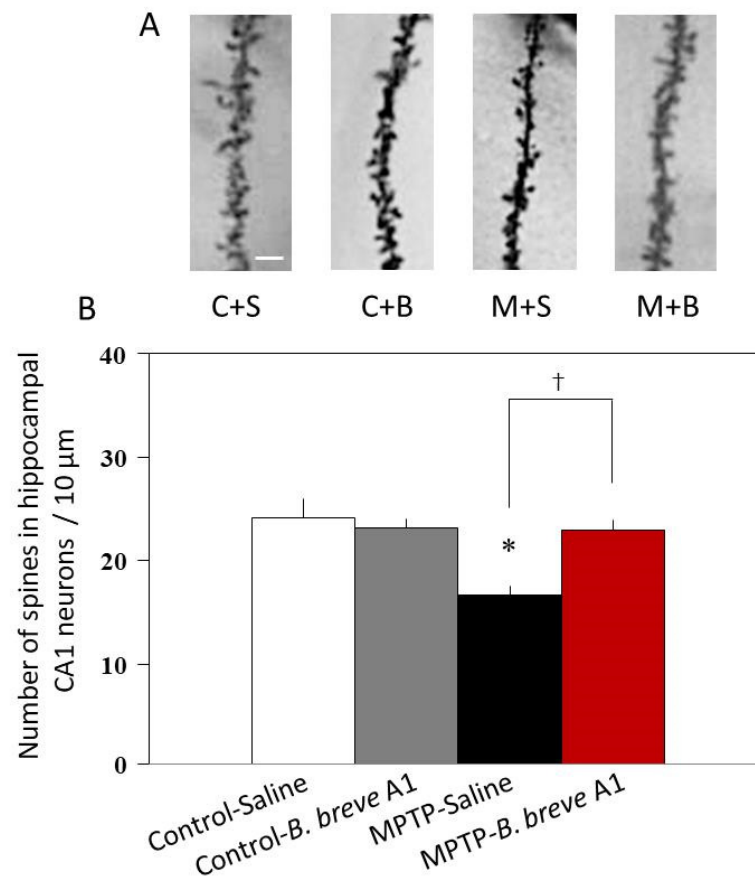 A
C+S C+B M+S M+B
B
Number of spines in hippocampal
CA1 neurons / 10 μm
40
30
20
10
0
†
*
Control-Saline
Control-B. breve A1
MPTP-Saline
MPTP-B. breve A1